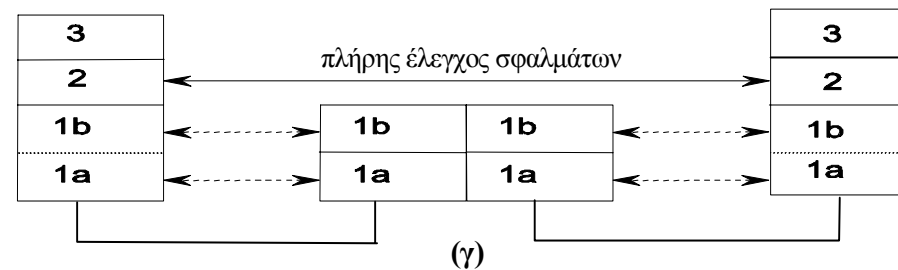 3 3
πλήρης έλεγχος σφαλμάτων
2 2
1b 1b 1b 1b
1a 1a 1a 1a
(γ)